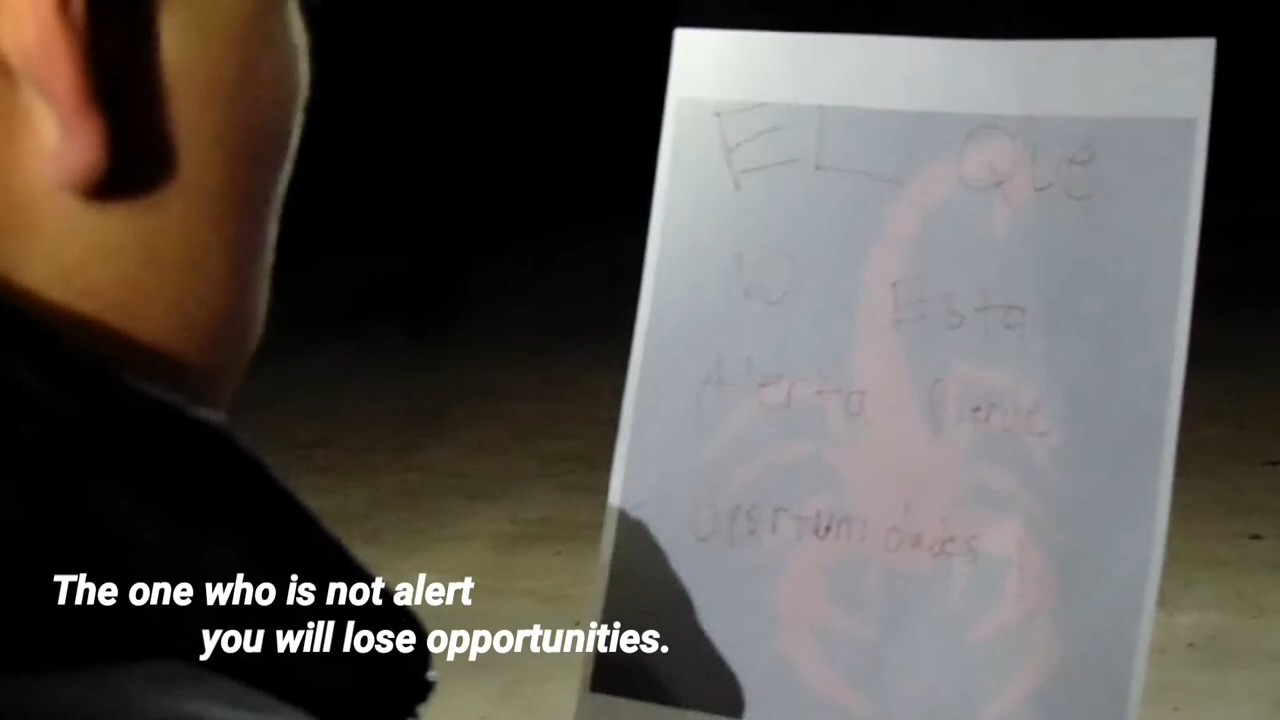 EL Que
No Esta
Alerta Pierde
Oportunidades
The one who is not alert
you will lose opportunities.